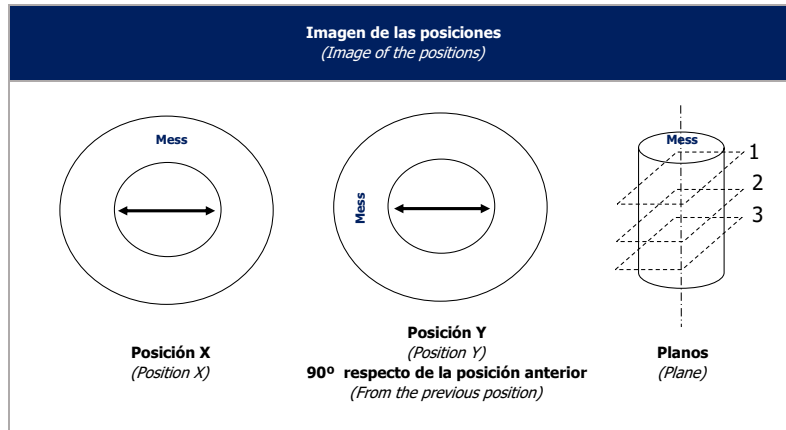 Imagen de las posiciones
(Image of the positions)
Mess
Mess
Mess
1
2
3
Posición X
(Position X)
Posición Y
(Position Y)
90º respecto de la posición anterior
(From the previous position)
Planos
(Plane)